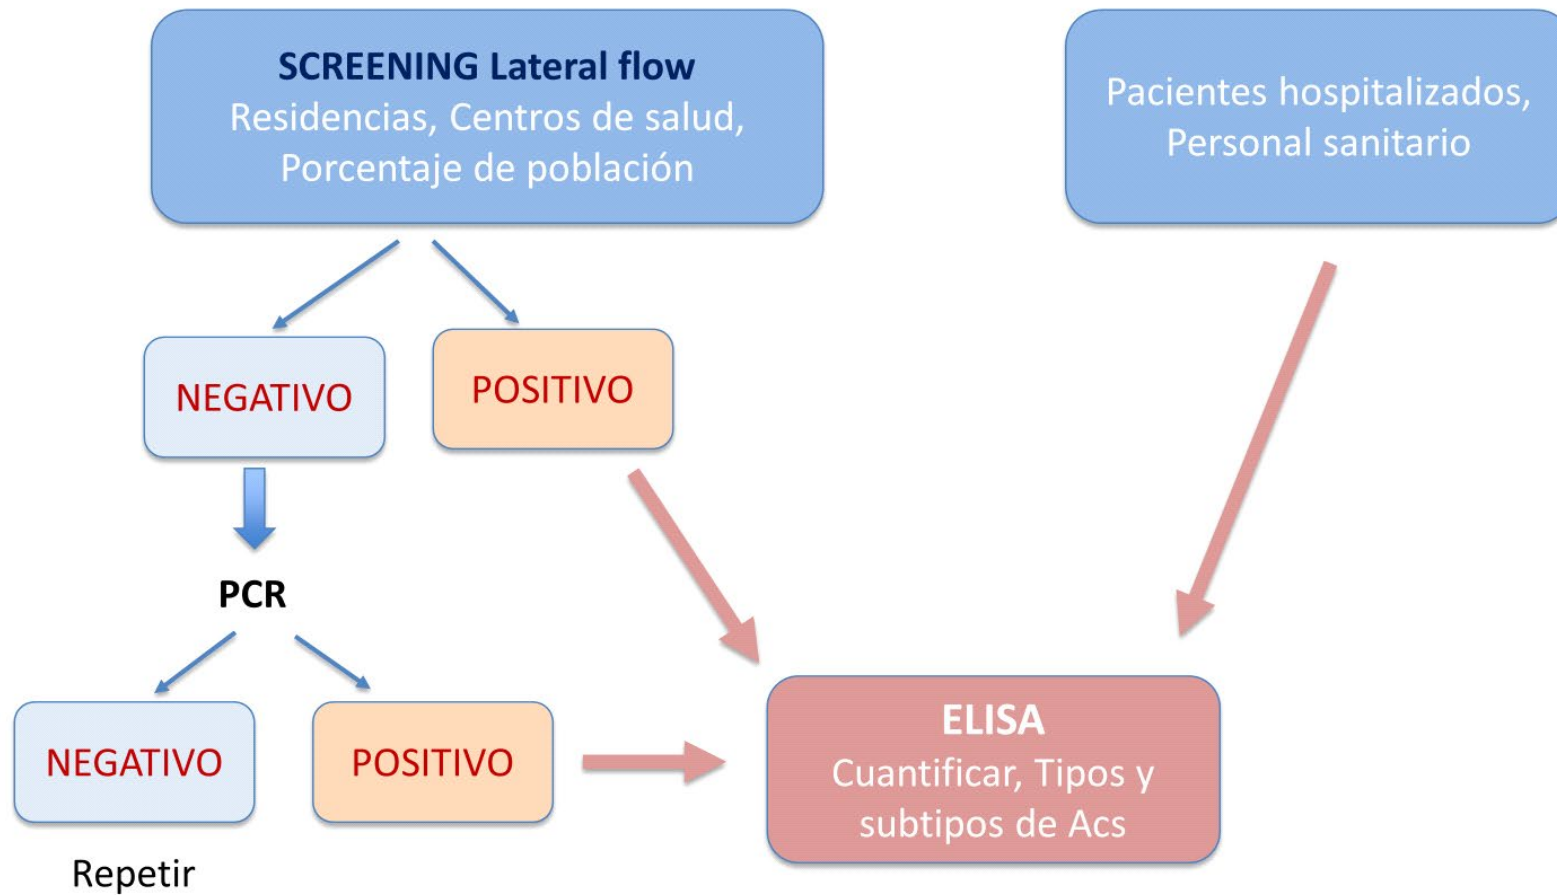 SCREENING Lateral flow
Residencias, Centros de salud,
Porcentaje de población
Pacientes hospitalizados,
Personal sanitario
NEGATIVO
POSITIVO
PCR
NEGATIVO
POSITIVO
ELISA
Cuantificar, Tipos y
subtipos de Acs
Repetir